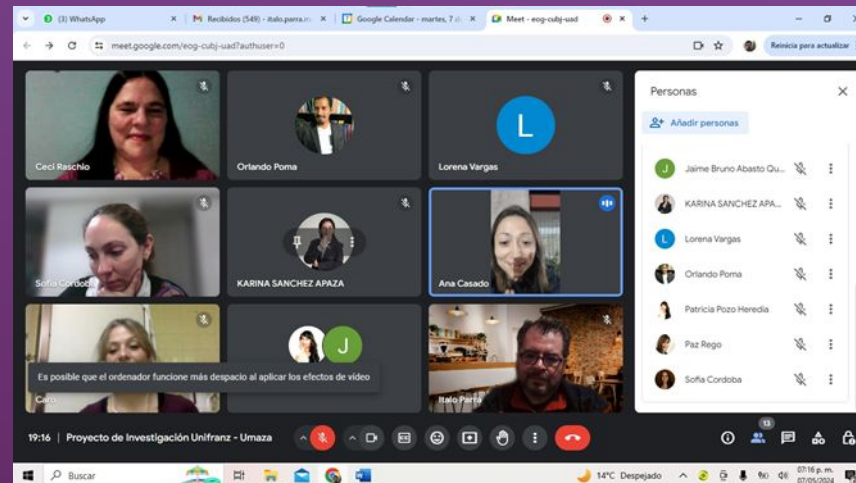 (3) WhatsApp
Recibidos (549) - italo.parra.m
Google Calendar - martes, 7 d
Meet - eog-cubj-uad
meet.google.com/eog-cubj-uad?authuser=0
Reinicia para actualizar
Ceci Raschio
Orlando Poma
L
Lorena Vargas
Sofia Cordoba
KARINA SANCHEZ APAZA
Ana Casado
J
Caro
Italo Parra
Es posible que el ordenador funcione más despacio al aplicar los efectos de vídeo
Personas
Añadir personas
J
Jaime Bruno Abasto Qu...
KARINA SANCHEZ APA...
L
Lorena Vargas
Orlando Poma
Patricia Pozo Heredia
Paz Rego
Sofia Cordoba
19:16 | Proyecto de Investigación Unifranz - Umaza
13
Buscar
14°C Despejado
07:16 p. m.
07/05/2024